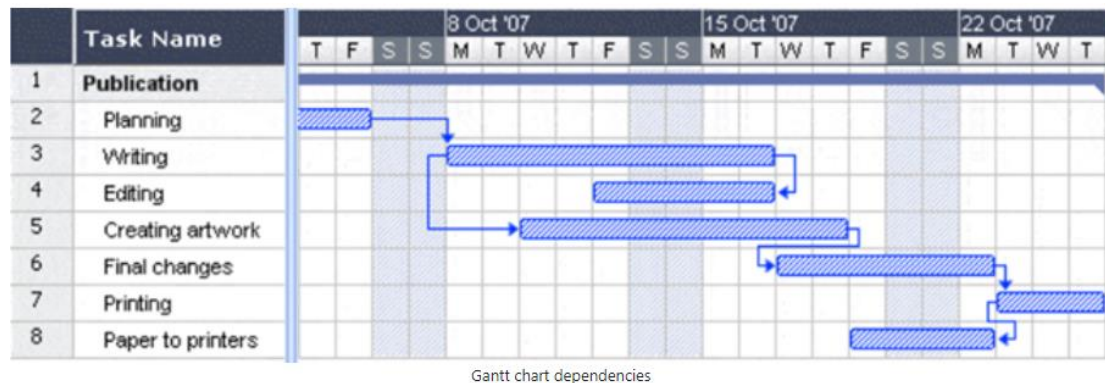 Task Name
8 Oct '07 15 Oct '07 22 Oct '07
T F S S M T W T F S S M T W T F S S M T W T
1 Publication
2 Planning
3 Writing
4 Editing
5 Creating artwork
6 Final changes
7 Printing
8 Paper to printers
Gantt chart dependencies